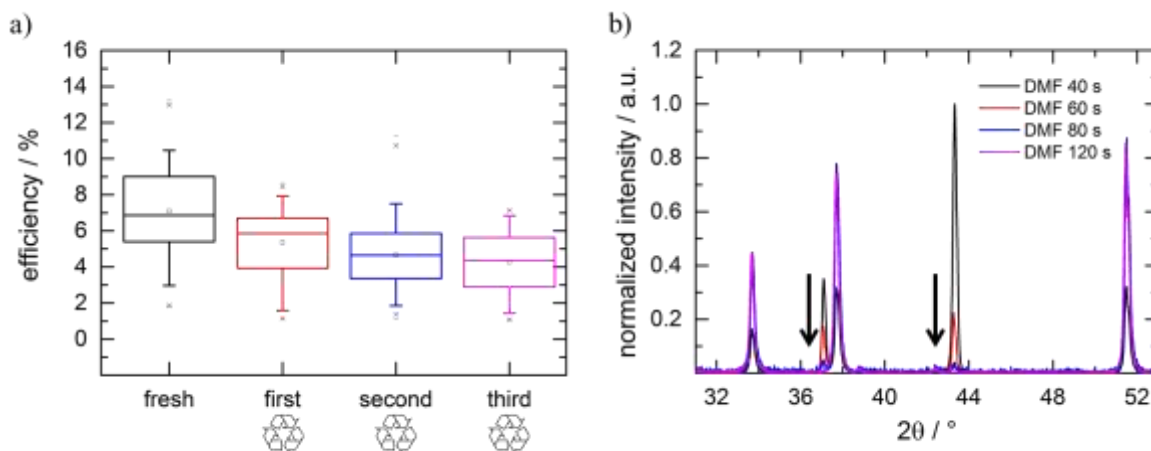 a)
efficiency / %
16
14
12
10
8
6
4
2
0
fresh
first
second
third
b)
normalized intensity / a.u.
1.2
1.0
0.8
0.6
0.4
0.2
DMF 40 s
DMF 60 s
DMF 80 s
DMF 120 s
32
36
40
44
48
52
2θ / °